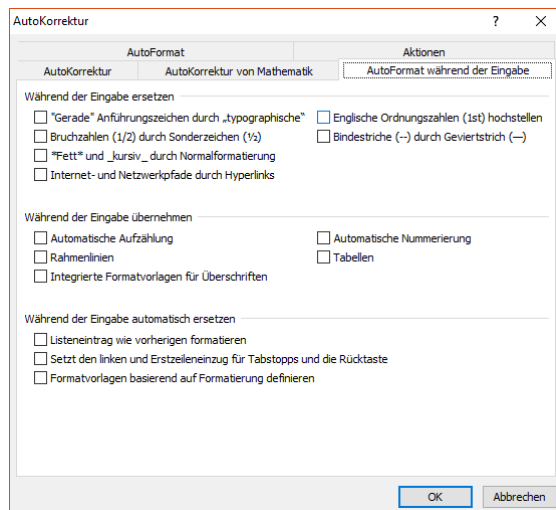 AutoKorrektur ? ×
AutoFormat Aktionen
AutoKorrektur AutoKorrektur von Mathematik AutoFormat während der Eingabe
Während der Eingabe ersetzen
"Gerade" Anführungszeichen durch „typographische“ Englische Ordnungszahlen (1st) hochstellen
Bruchzahlen (1/2) durch Sonderzeichen (½) Bindestriche (--) durch Geviertstrich (—)
*Fett* und _kursiv_ durch Normalformatierung
Internet- und Netzwerkpfade durch Hyperlinks
Während der Eingabe übernehmen
Automatische Aufzählung Automatische Nummerierung
Rahmenlinien Tabellen
Integrierte Formatvorlagen für Überschriften
Während der Eingabe automatisch ersetzen
Listeneintrag wie vorherigen formatieren
Setzt den linken und Erstzeileneinzug für Tabstopps und die Rücktaste
Formatvorlagen basierend auf Formatierung definieren
OK Abbrechen